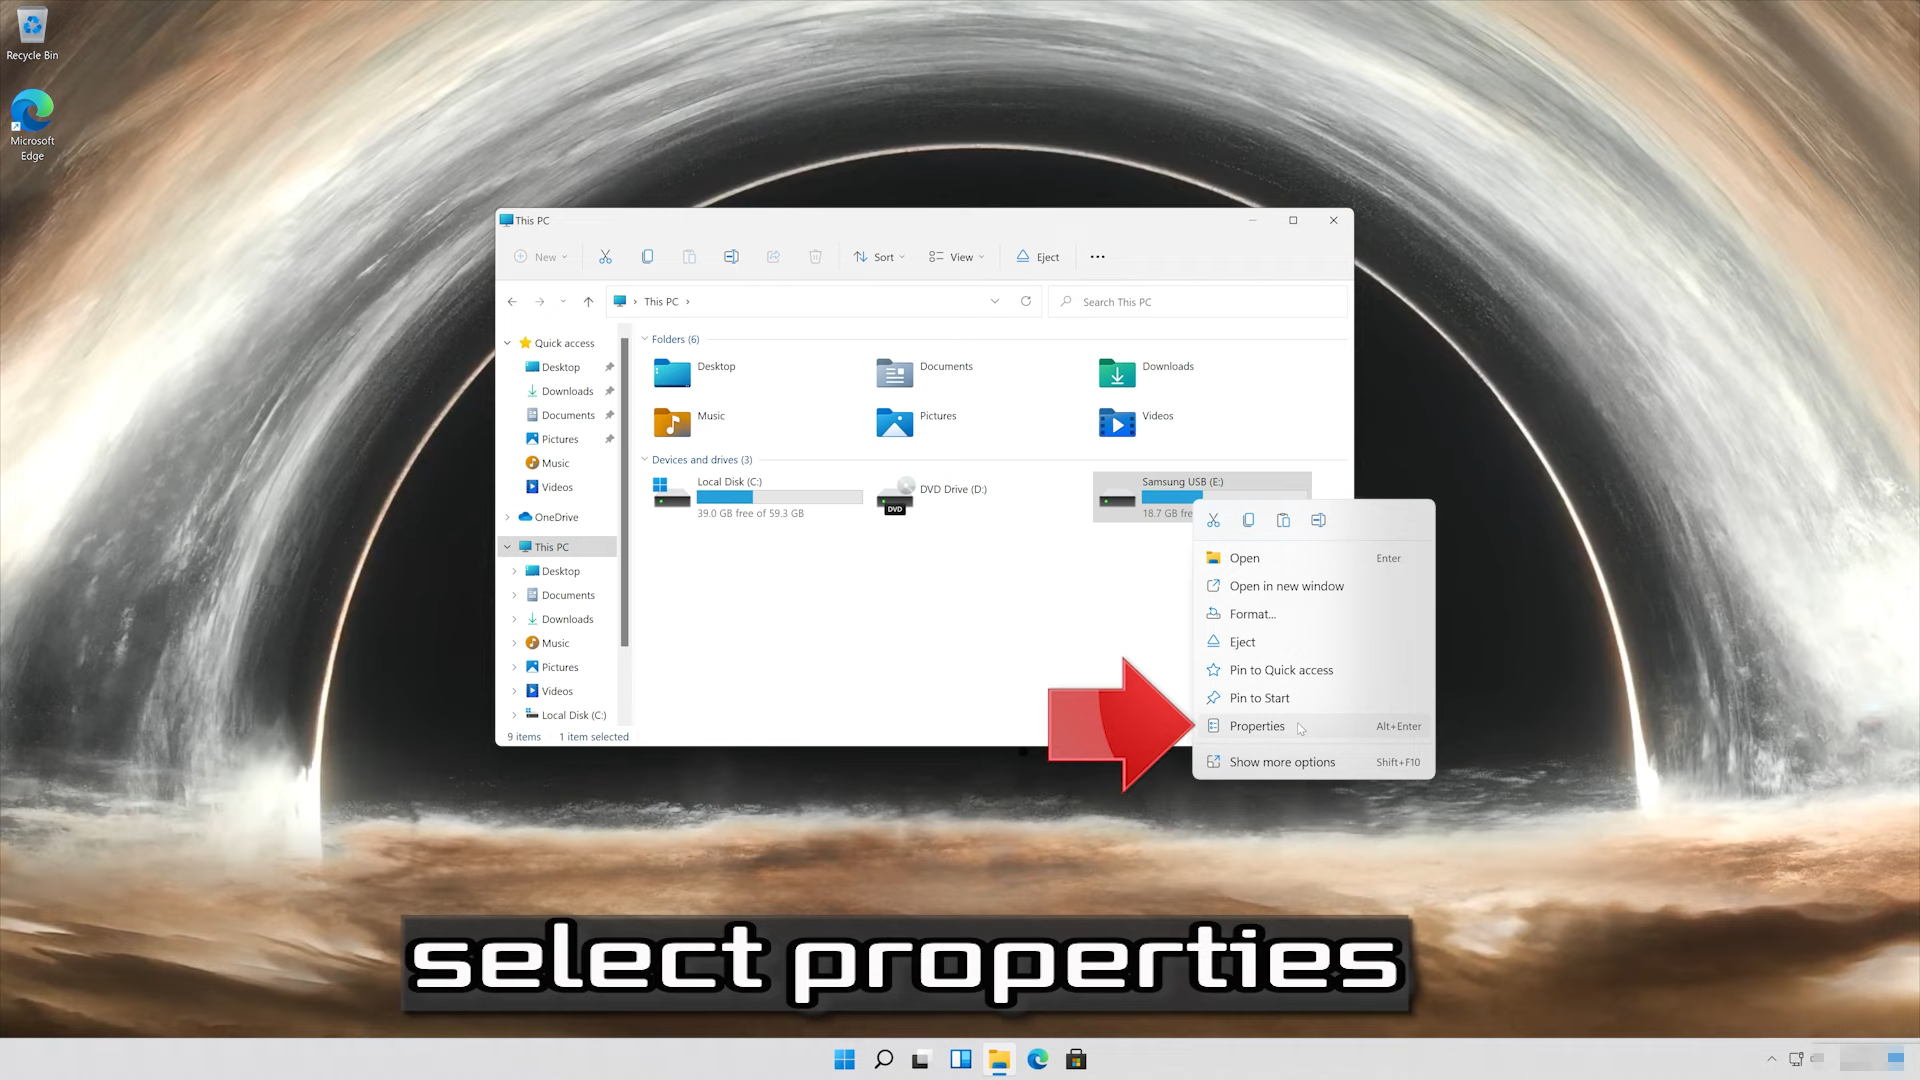 Recycle Bin
Microsoft
Edge
This PC
New
Sort
View
Eject
This PC
Search This PC
Quick access
Desktop
Downloads
Documents
Pictures
Music
Videos
OneDrive
This PC
Desktop
Documents
Downloads
Music
Pictures
Videos
Local Disk (C:)
Folders (6)
Desktop
Documents
Downloads
Music
Pictures
Videos
Devices and drives (3)
Local Disk (C:)
39.0 GB free of 59.3 GB
DVD Drive (D:)
DVD
Samsung USB (E:)
18.7 GB fre
Open Enter
Open in new window
Format...
Eject
Pin to Quick access
Pin to Start
Properties Alt+Enter
Show more options Shift+F10
9 items 1 item selected
select properties